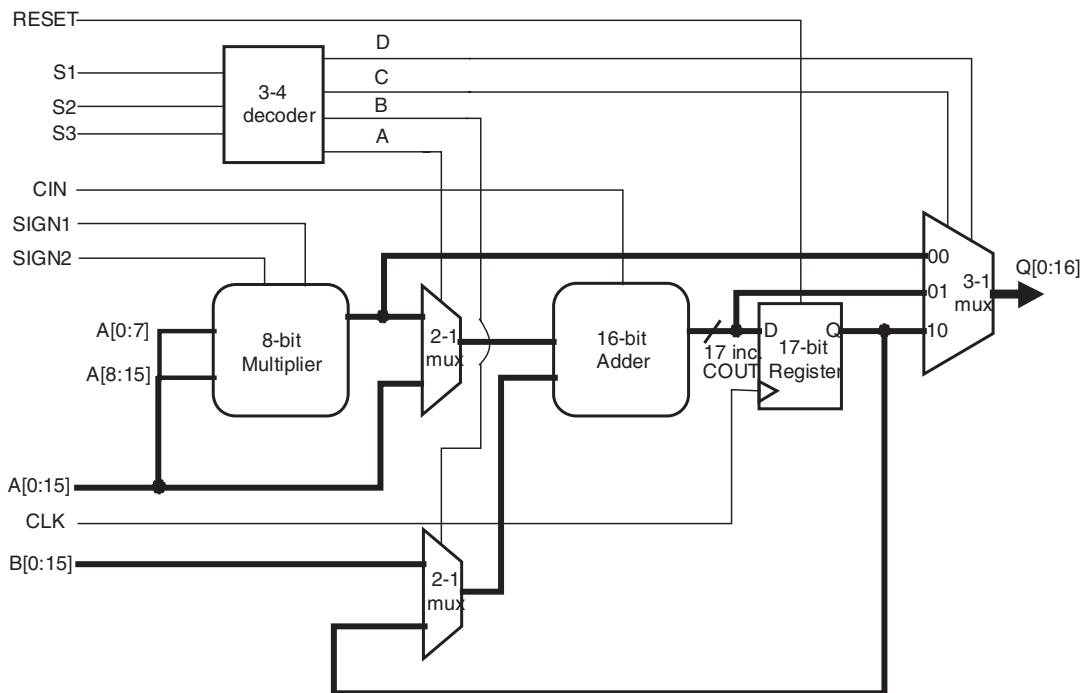 RESET
D
S1
3-4
decoder
C
S2
B
S3
A
CIN
SIGN1
SIGN2
00
Q[0:16]
3-1
mux
01
A[0:7]
8-bit
Multiplier
2-1
mux
16-bit
Adder
D
Q
10
17 inc.
COUT
17-bit
Register
A[8:15]
A[0:15]
CLK
B[0:15]
2-1
mux